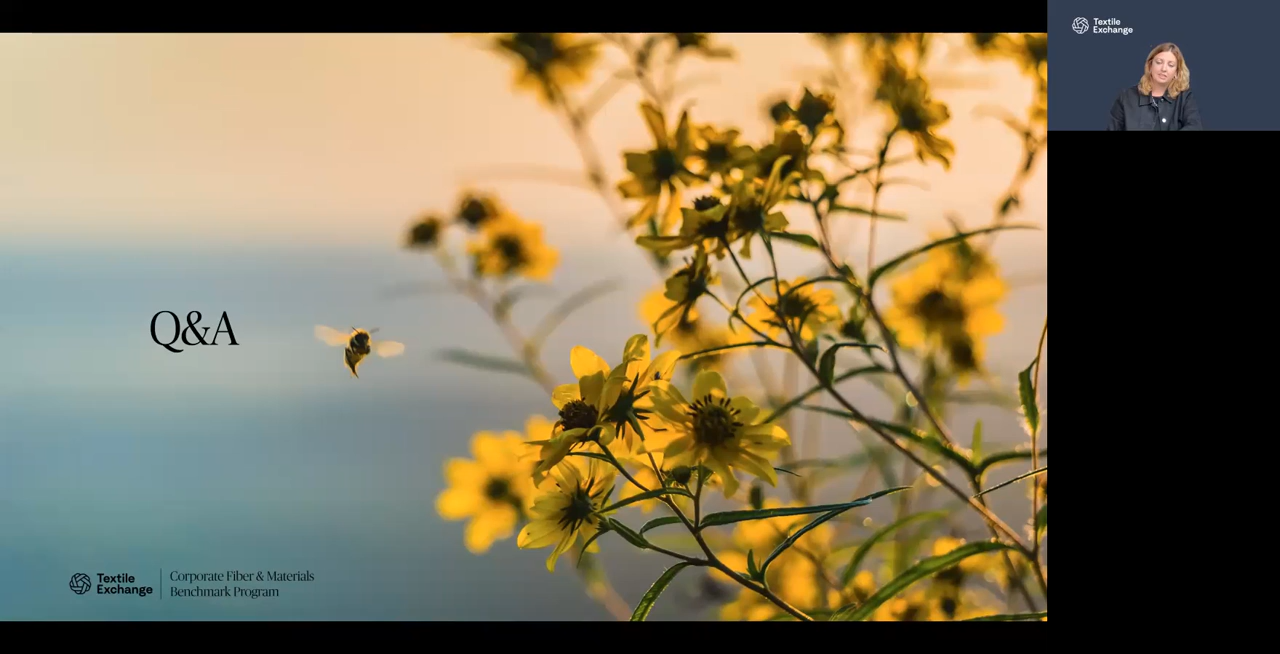 Q&A
Textile
Exchange
Corporate Fiber & Materials
Benchmark Program
Textile
Exchange